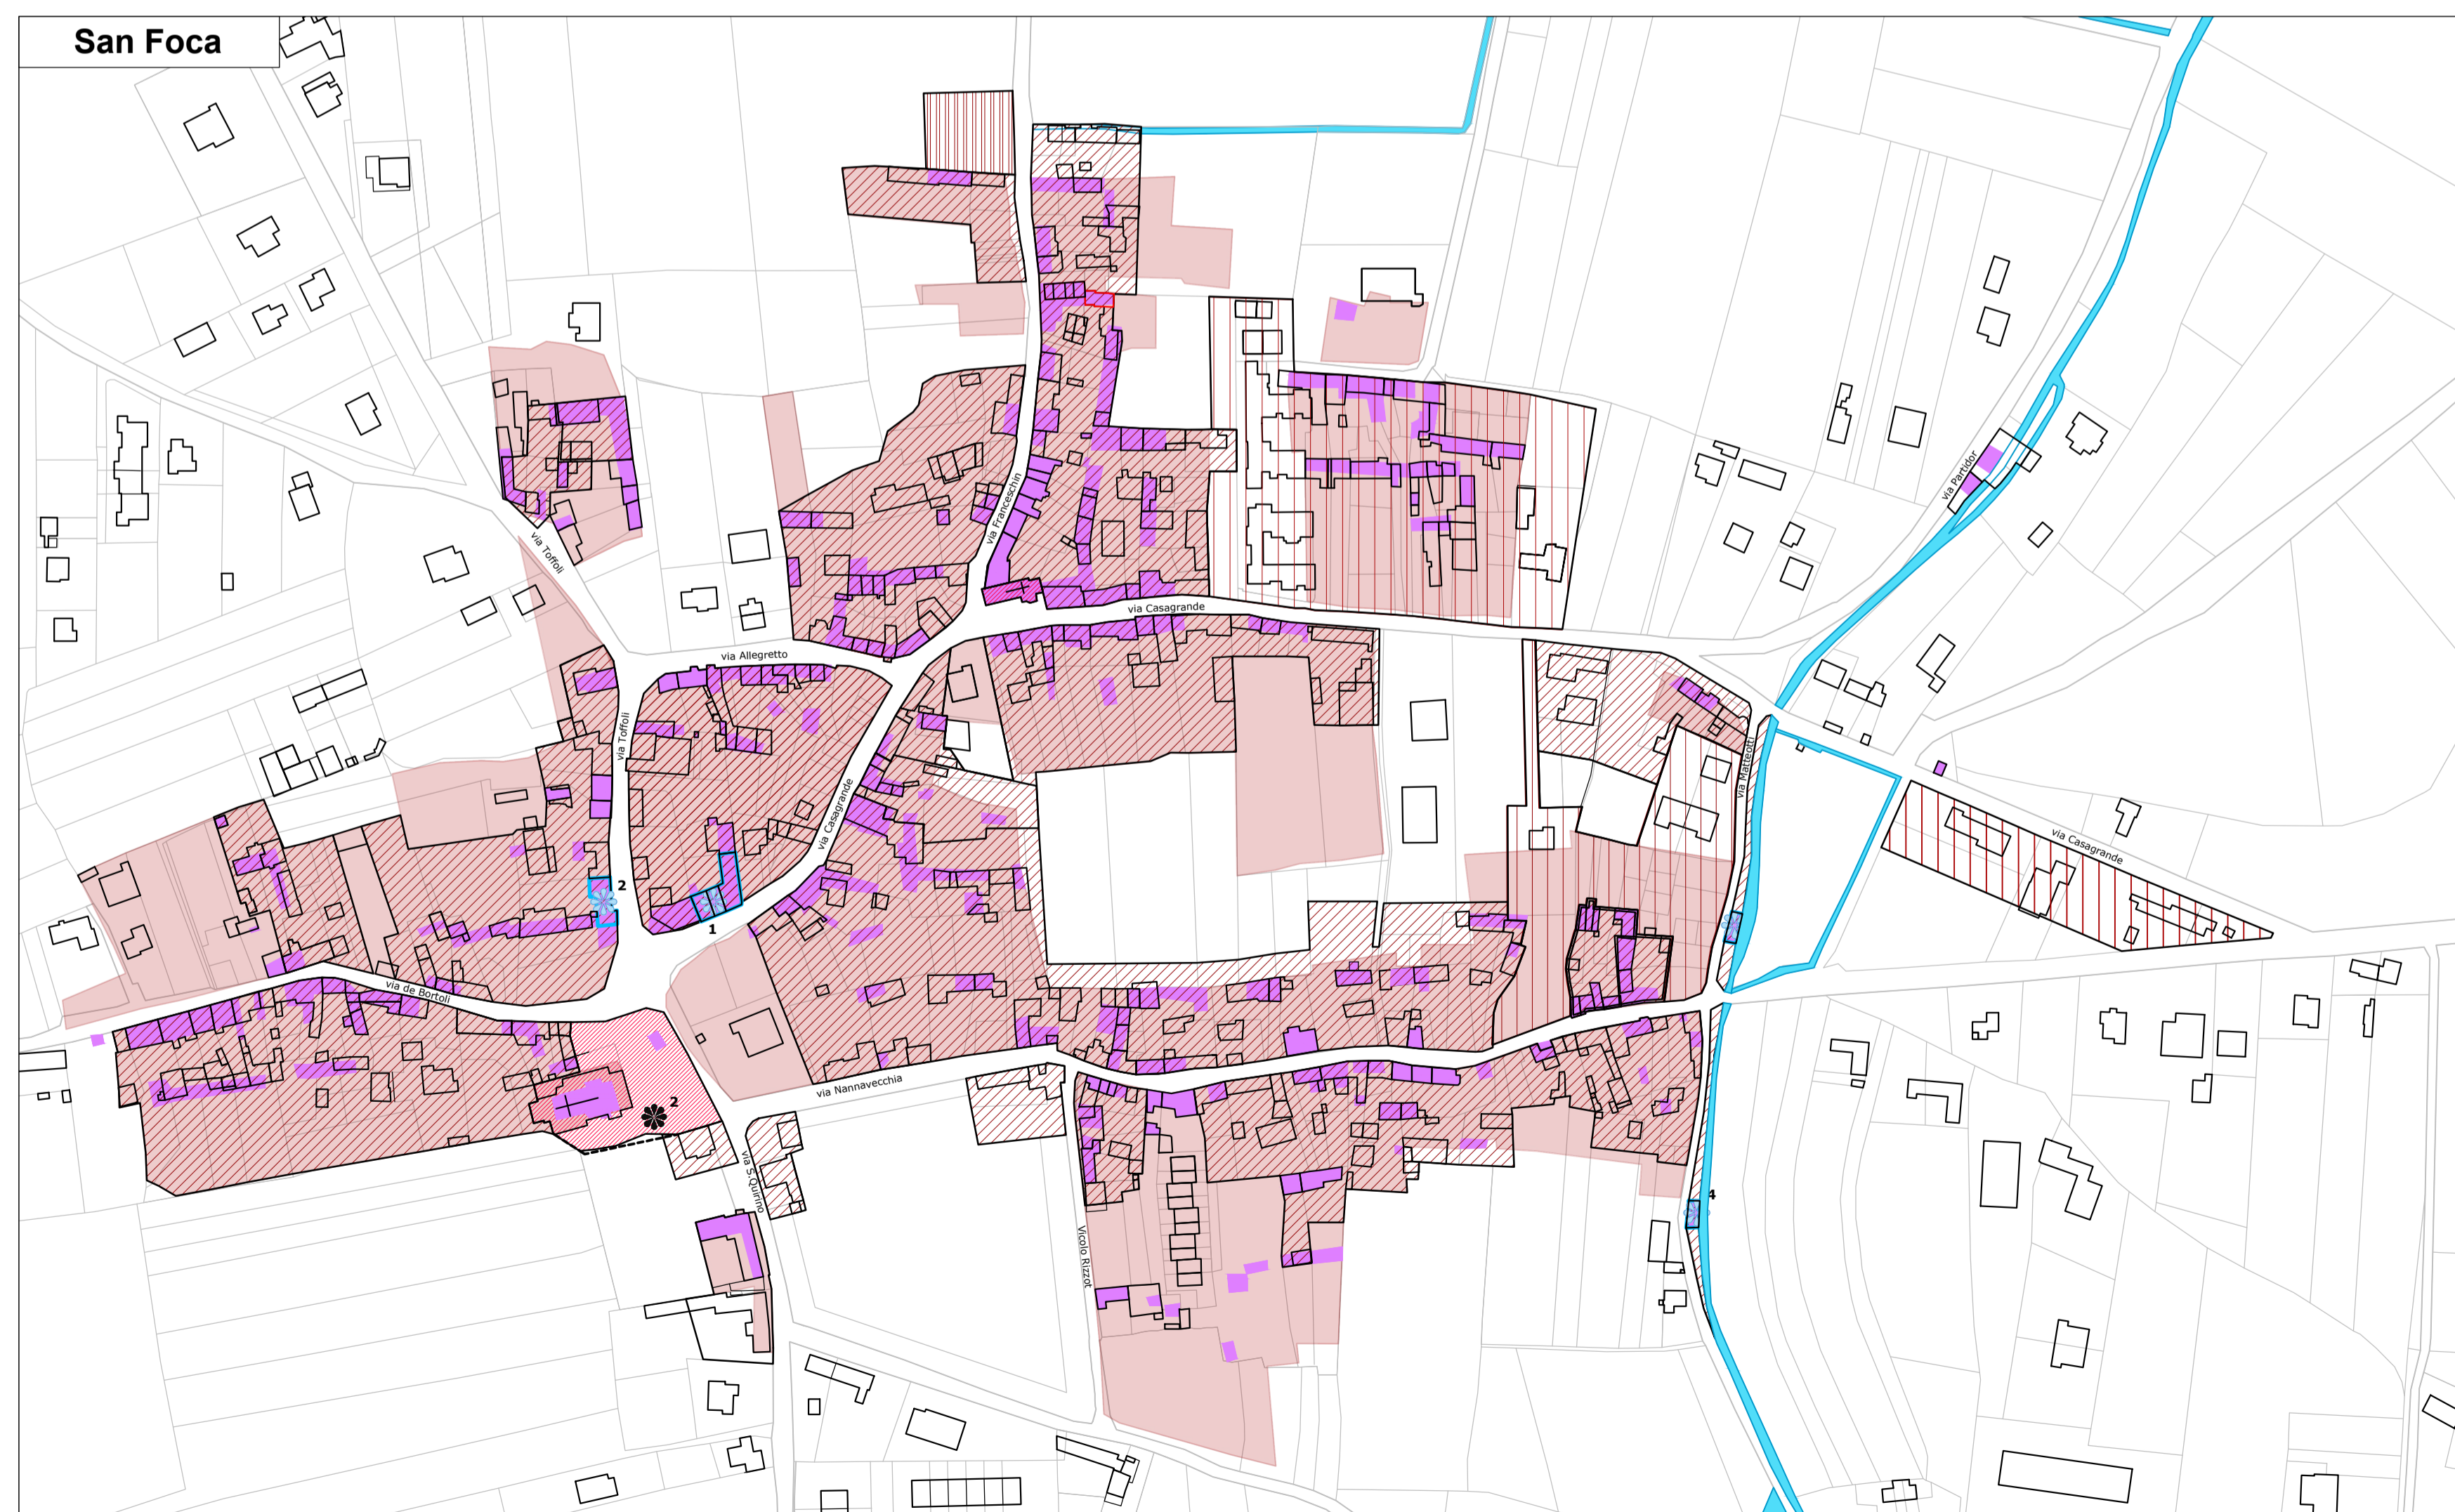 San Foca
via Partidor
via Franceschin
via Toffoli
via Casagrande
via Allegretto
via Toffoli
via Matteotti
via Casagrande
via Casagrande
2
1
via de Bortoli
via Nannavecchia
2
via S.Quirino
4
Vicolo Rizzot